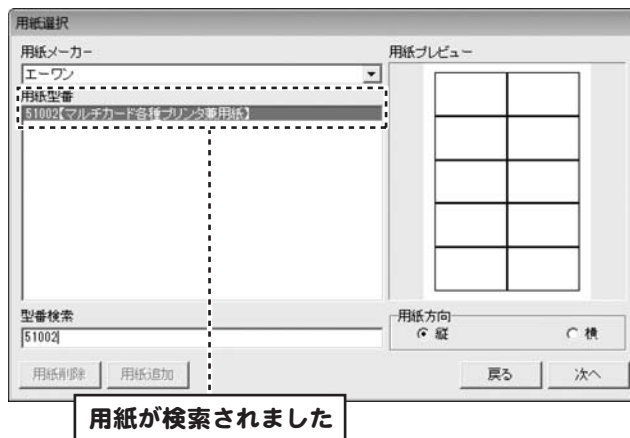 用紙選択
用紙メーカー
エーワン
用紙型番
51002【マルチカード各種プリンタ兼用紙】
型番検索
51002
用紙削除
用紙追加
用紙プレビュー
用紙方向
縦
横
戻る
次へ
用紙が検索されました